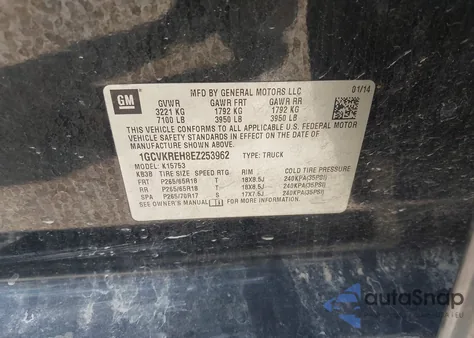 GM
MFD BY GENERAL MOTORS LLC
01/14
GVWR GAWR FRT GAWR RR
3221 KG 1792 KG 1792 KG
7100 LB 3950 LB 3950 LB
THIS VEHICLE CONFORMS TO ALL APPLICABLE U.S. FEDERAL MOTOR
VEHICLE SAFETY STANDARDS IN EFFECT ON THE DATE OF
MANUFACTURE SHOWN ABOVE.
1GCVKREH8EZ253962 TYPE: TRUCK
MODEL: K15753
KB3B TIRE SIZE SPEED RTG RIM COLD TIRE PRESSURE
FRT P265/65R18 T 18X8.5J 240KPA(35PSI)
RR P265/65R18 T 18X8.5J 240KPA(35PSI)
SPA P265/70R17 S 17X7.5J 240KPA(35PSI)
SEE OWNER'S MANUAL
autoSnap